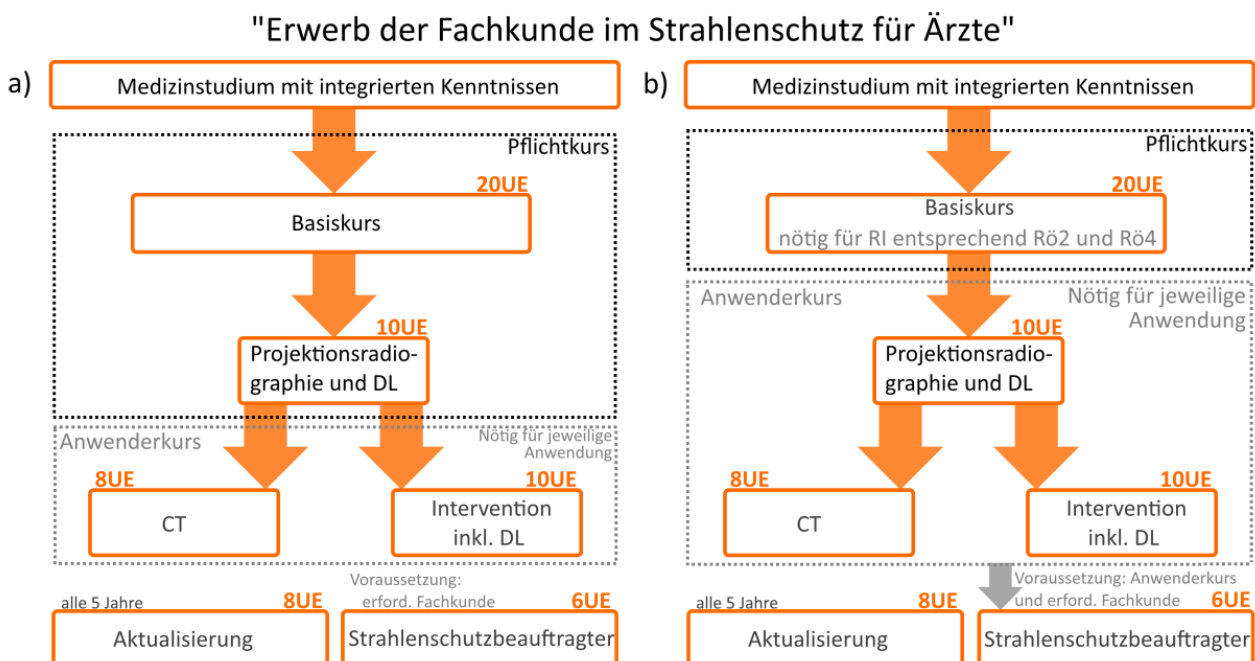 "Erwerb der Fachkunde im Strahlenschutz für Ärzte"
a)
Medizinstudium mit integrierten Kenntnissen
Pflichtkurs
20UE
Basiskurs
10UE
Projektionsradio-
graphie und DL
Anwenderkurs
Nötig für jeweilige
Anwendung
8UE
CT
10UE
Intervention
inkl. DL
alle 5 Jahre
8UE
Aktualisierung
Voraussetzung:
erford. Fachkunde
6UE
Strahlenschutzbeauftragter
b)
Medizinstudium mit integrierten Kenntnissen
Pflichtkurs
20UE
Basiskurs
nötig für RI entsprechend Rö2 und Rö4
Anwenderkurs
Nötig für jeweilige
Anwendung
10UE
Projektionsradio-
graphie und DL
8UE
CT
10UE
Intervention
inkl. DL
alle 5 Jahre
8UE
Aktualisierung
Voraussetzung: Anwenderkurs
und erford. Fachkunde
6UE
Strahlenschutzbeauftragter